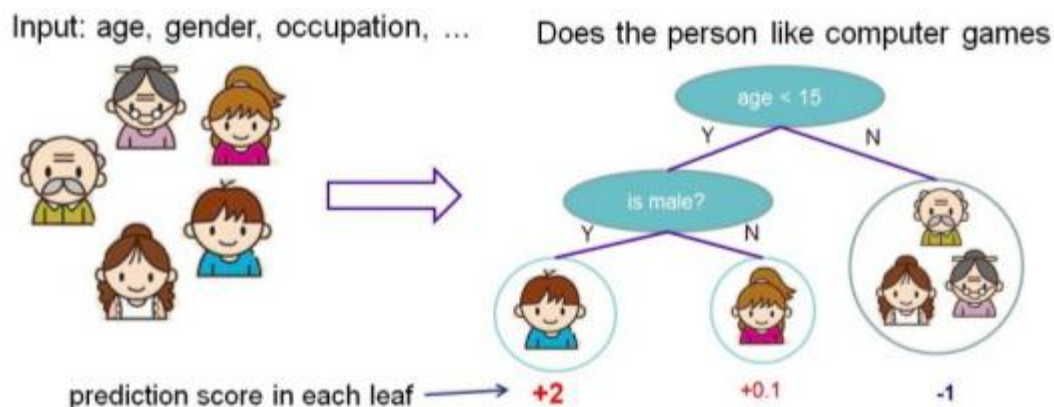 Input: age, gender, occupation, ...
Does the person like computer games
age < 15
Y
N
is male?
Y
N
prediction score in each leaf
+2
+0.1
-1